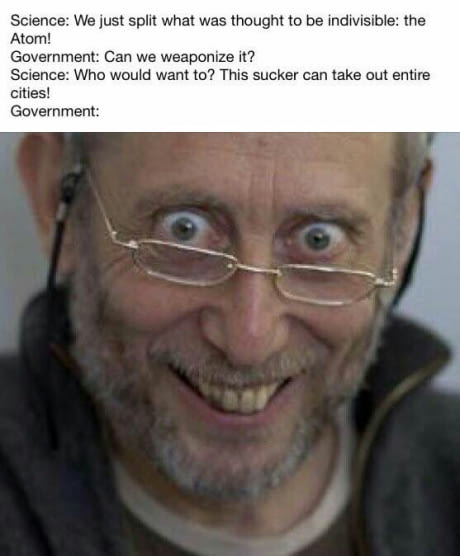 Science: We just split what was thought to be indivisible: the
Atom!
Government: Can we weaponize it?
Science: Who would want to? This sucker can take out entire
cities!
Government: